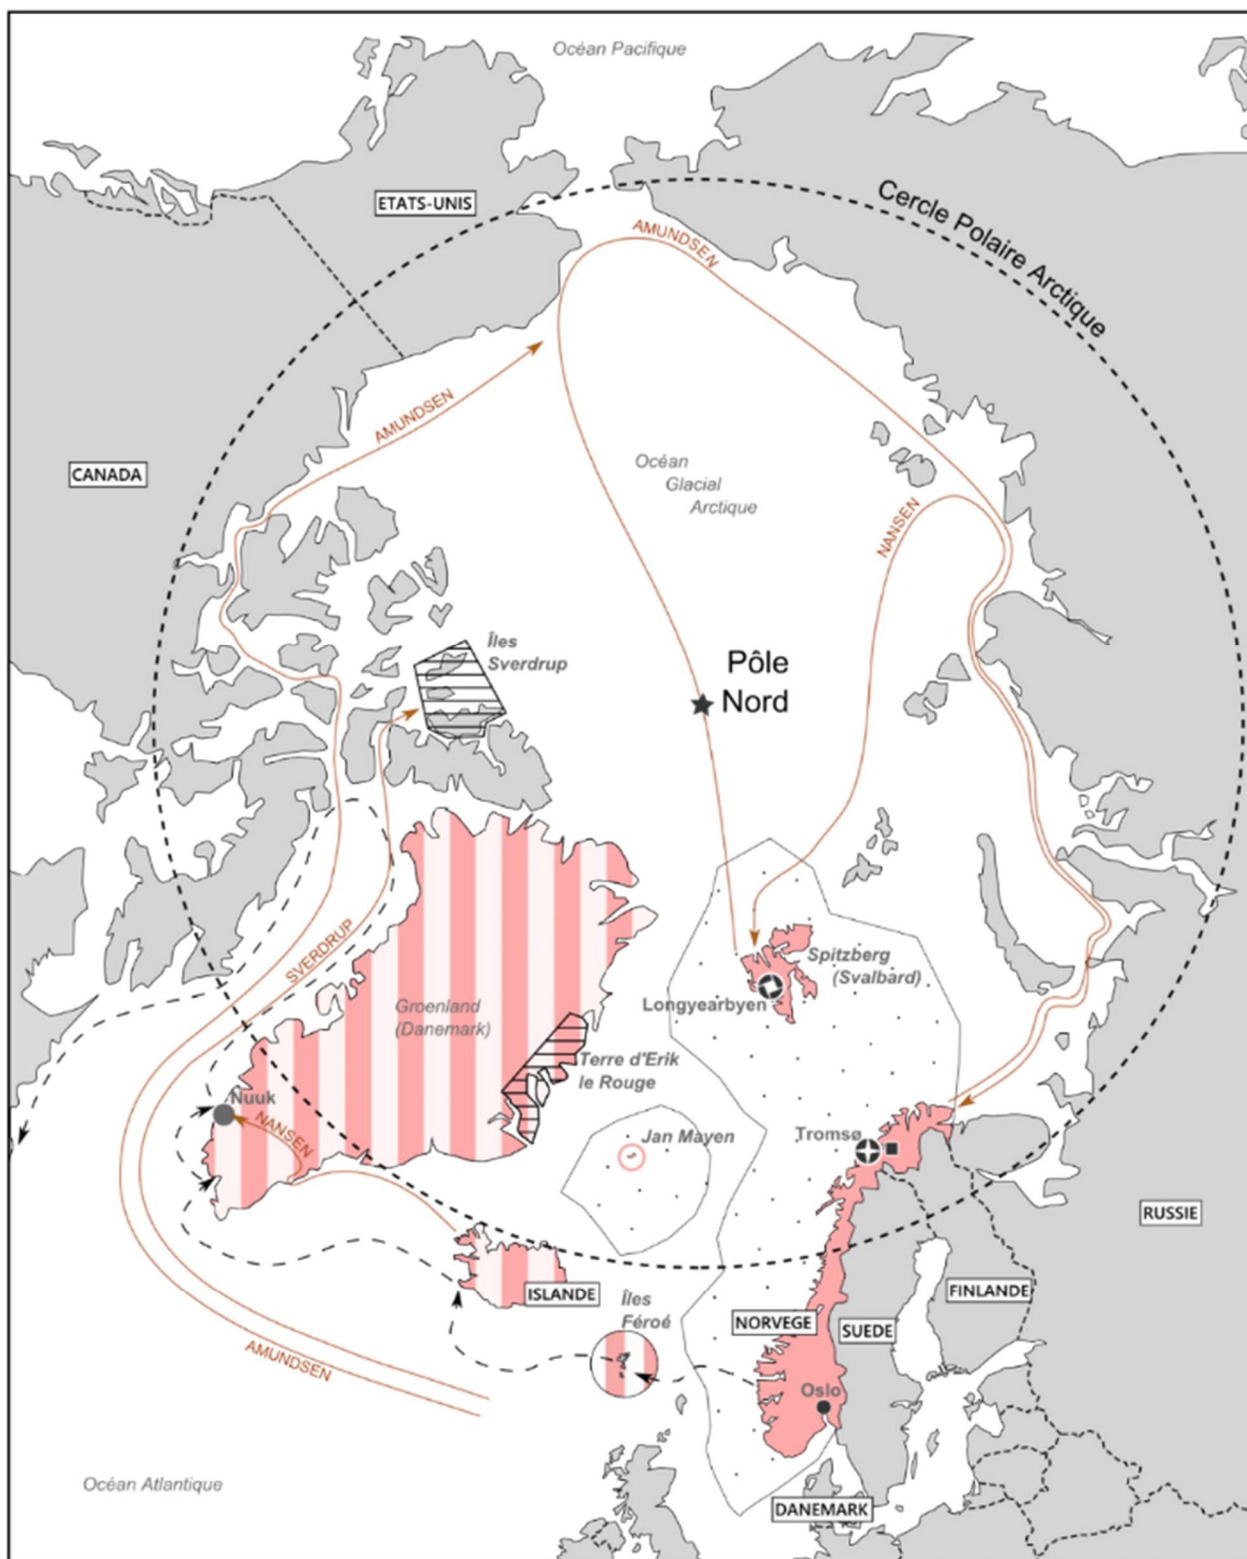 Océan Pacifique
ETATS-UNIS
Cercle Polaire Arctique
AMUNDSEN
AMUNDSEN
CANADA
Océan
Glacial
Arctique
NANSEN
Îles
Sverdrup
Pôle
Nord
SVERDRUP
Spitzberg
(Svalbard)
Longyearbyen
Groenland
(Danemark)
Terre d'Erik
le Rouge
Nuuk
NANSEN
Jan Mayen
Tromsø
RUSSIE
ISLANDE
FINLANDE
Îles
Féroé
NORVEGE
SUEDE
AMUNDSEN
Oslo
Océan Atlantique
DANEMARK